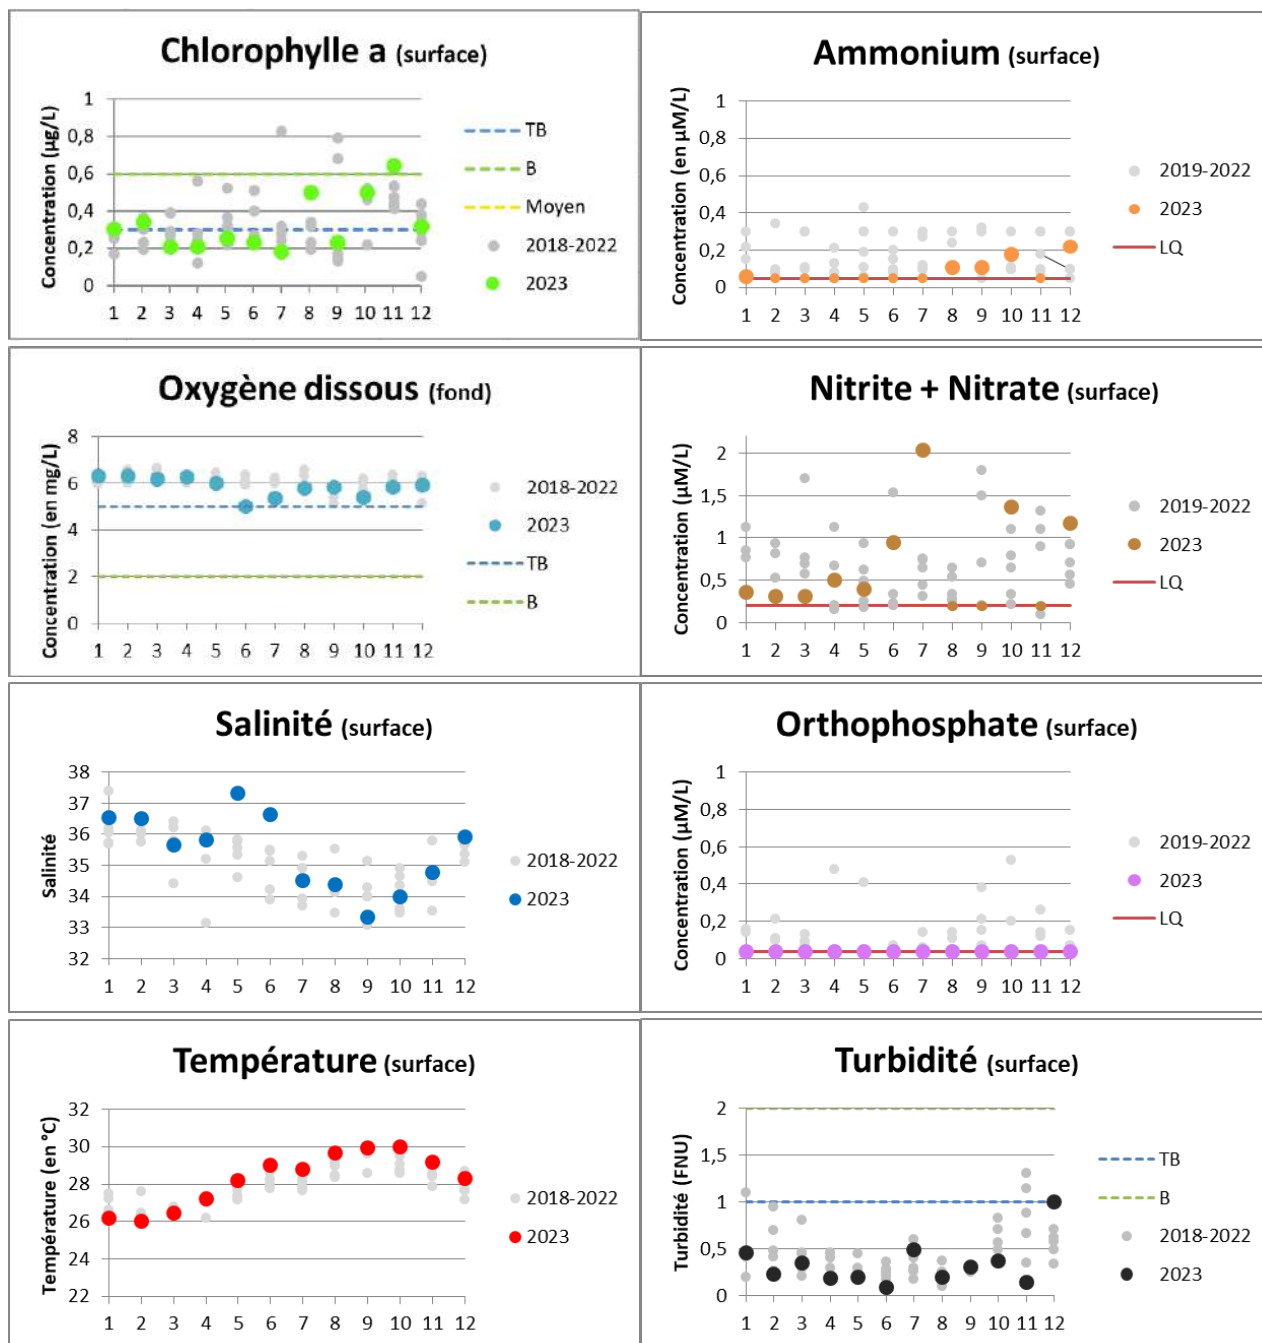 Chlorophylle a (surface)
Concentration (µg/L)
1
0,8
0,6
0,4
0,2
0
1 2 3 4 5 6 7 8 9 10 11 12
TB
B
Moyen
2018-2022
2023
Ammonium (surface)
Concentration (en µM/L)
1
0,8
0,6
0,4
0,2
0
1 2 3 4 5 6 7 8 9 10 11 12
2019-2022
2023
LQ
Oxygène dissous (fond)
Concentration (en mg/L)
8
6
4
2
0
1 2 3 4 5 6 7 8 9 10 11 12
2018-2022
2023
TB
B
Nitrite + Nitrate (surface)
Concentration (µM/L)
2
1,5
1
0,5
0
1 2 3 4 5 6 7 8 9 10 11 12
2019-2022
2023
LQ
Salinité (surface)
Salinité
38
37
36
35
34
33
32
1 2 3 4 5 6 7 8 9 10 11 12
2018-2022
2023
Orthophosphate (surface)
Concentration (µM/L)
1
0,8
0,6
0,4
0,2
0
1 2 3 4 5 6 7 8 9 10 11 12
2019-2022
2023
LQ
Température (surface)
Température (en °C)
32
30
28
26
24
22
1 2 3 4 5 6 7 8 9 10 11 12
2018-2022
2023
Turbidité (surface)
Turbidité (FNU)
2
1,5
1
0,5
0
1 2 3 4 5 6 7 8 9 10 11 12
TB
B
2018-2022
2023